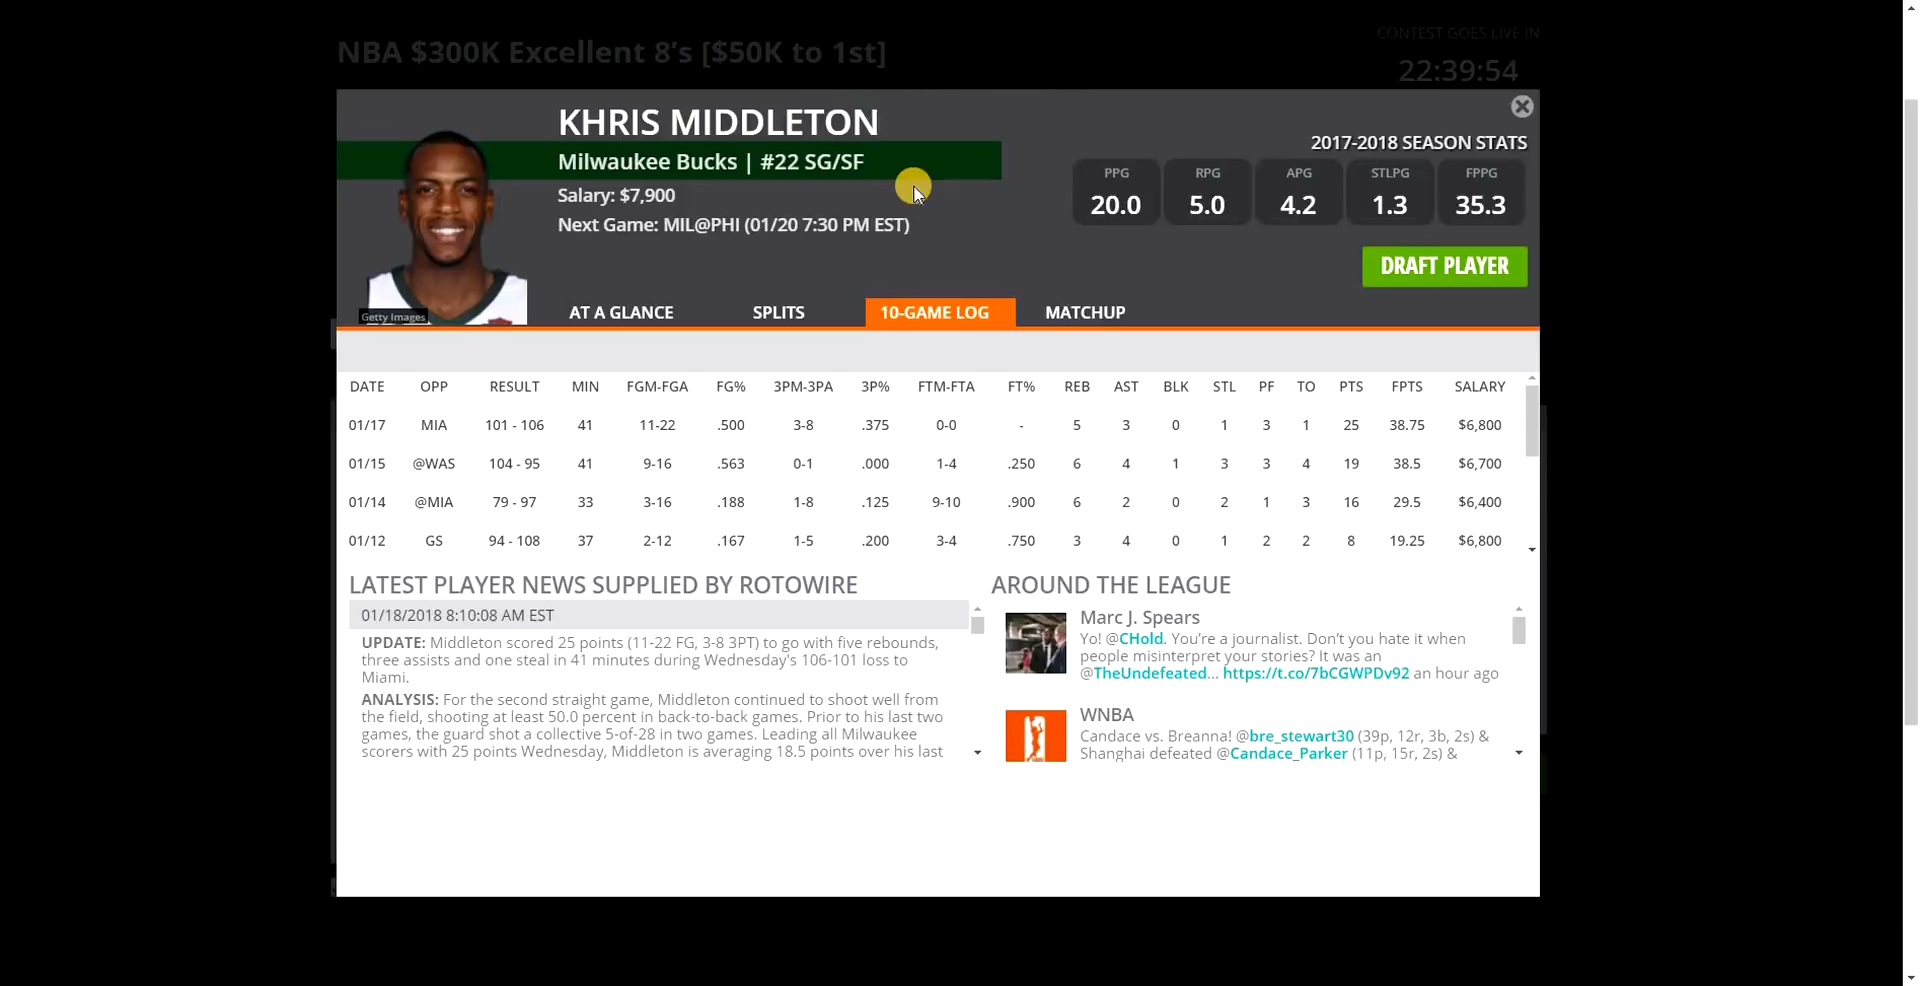 NBA $300K Excellent 8's [$50K to 1st]
CONTEST GOES LIVE IN
22:39:54
KHRIS MIDDLETON
Milwaukee Bucks | #22 SG/SF
Salary: $7,900
Next Game: MIL@PHI (01/20 7:30 PM EST)
2017-2018 SEASON STATS
PPG RPG APG STLPG FPPG
20.0 5.0 4.2 1.3 35.3
DRAFT PLAYER
Getty Images
AT A GLANCE SPLITS 10-GAME LOG MATCHUP
DATE OPP RESULT MIN FGM-FGA FG% 3PM-3PA 3P% FTM-FTA FT% REB AST BLK STL PF TO PTS FPTS SALARY
01/17 MIA 101 - 106 41 11-22 .500 3-8 .375 0-0 - 5 3 0 1 3 1 25 38.75 $6,800
01/15 @WAS 104 - 95 41 9-16 .563 0-1 .000 1-4 .250 6 4 1 3 3 4 19 38.5 $6,700
01/14 @MIA 79 - 97 33 3-16 .188 1-8 .125 9-10 .900 6 2 0 2 1 3 16 29.5 $6,400
01/12 GS 94 - 108 37 2-12 .167 1-5 .200 3-4 .750 3 4 0 1 2 2 8 19.25 $6,800
LATEST PLAYER NEWS SUPPLIED BY ROTOWIRE
01/18/2018 8:10:08 AM EST
UPDATE: Middleton scored 25 points (11-22 FG, 3-8 3PT) to go with five rebounds,
three assists and one steal in 41 minutes during Wednesday's 106-101 loss to
Miami.
ANALYSIS: For the second straight game, Middleton continued to shoot well from
the field, shooting at least 50.0 percent in back-to-back games. Prior to his last two
games, the guard shot a collective 5-of-28 in two games. Leading all Milwaukee
scorers with 25 points Wednesday, Middleton is averaging 18.5 points over his last
AROUND THE LEAGUE
Marc J. Spears
Yo! @CHold. You're a journalist. Don't you hate it when
people misinterpret your stories? It was an
@TheUndefeated... https://t.co/7bCGWPDv92 an hour ago
WNBA
Candace vs. Breanna! @bre_stewart30 (39p, 12r, 3b, 2s) &
Shanghai defeated @Candace_Parker (11p, 15r, 2s) &